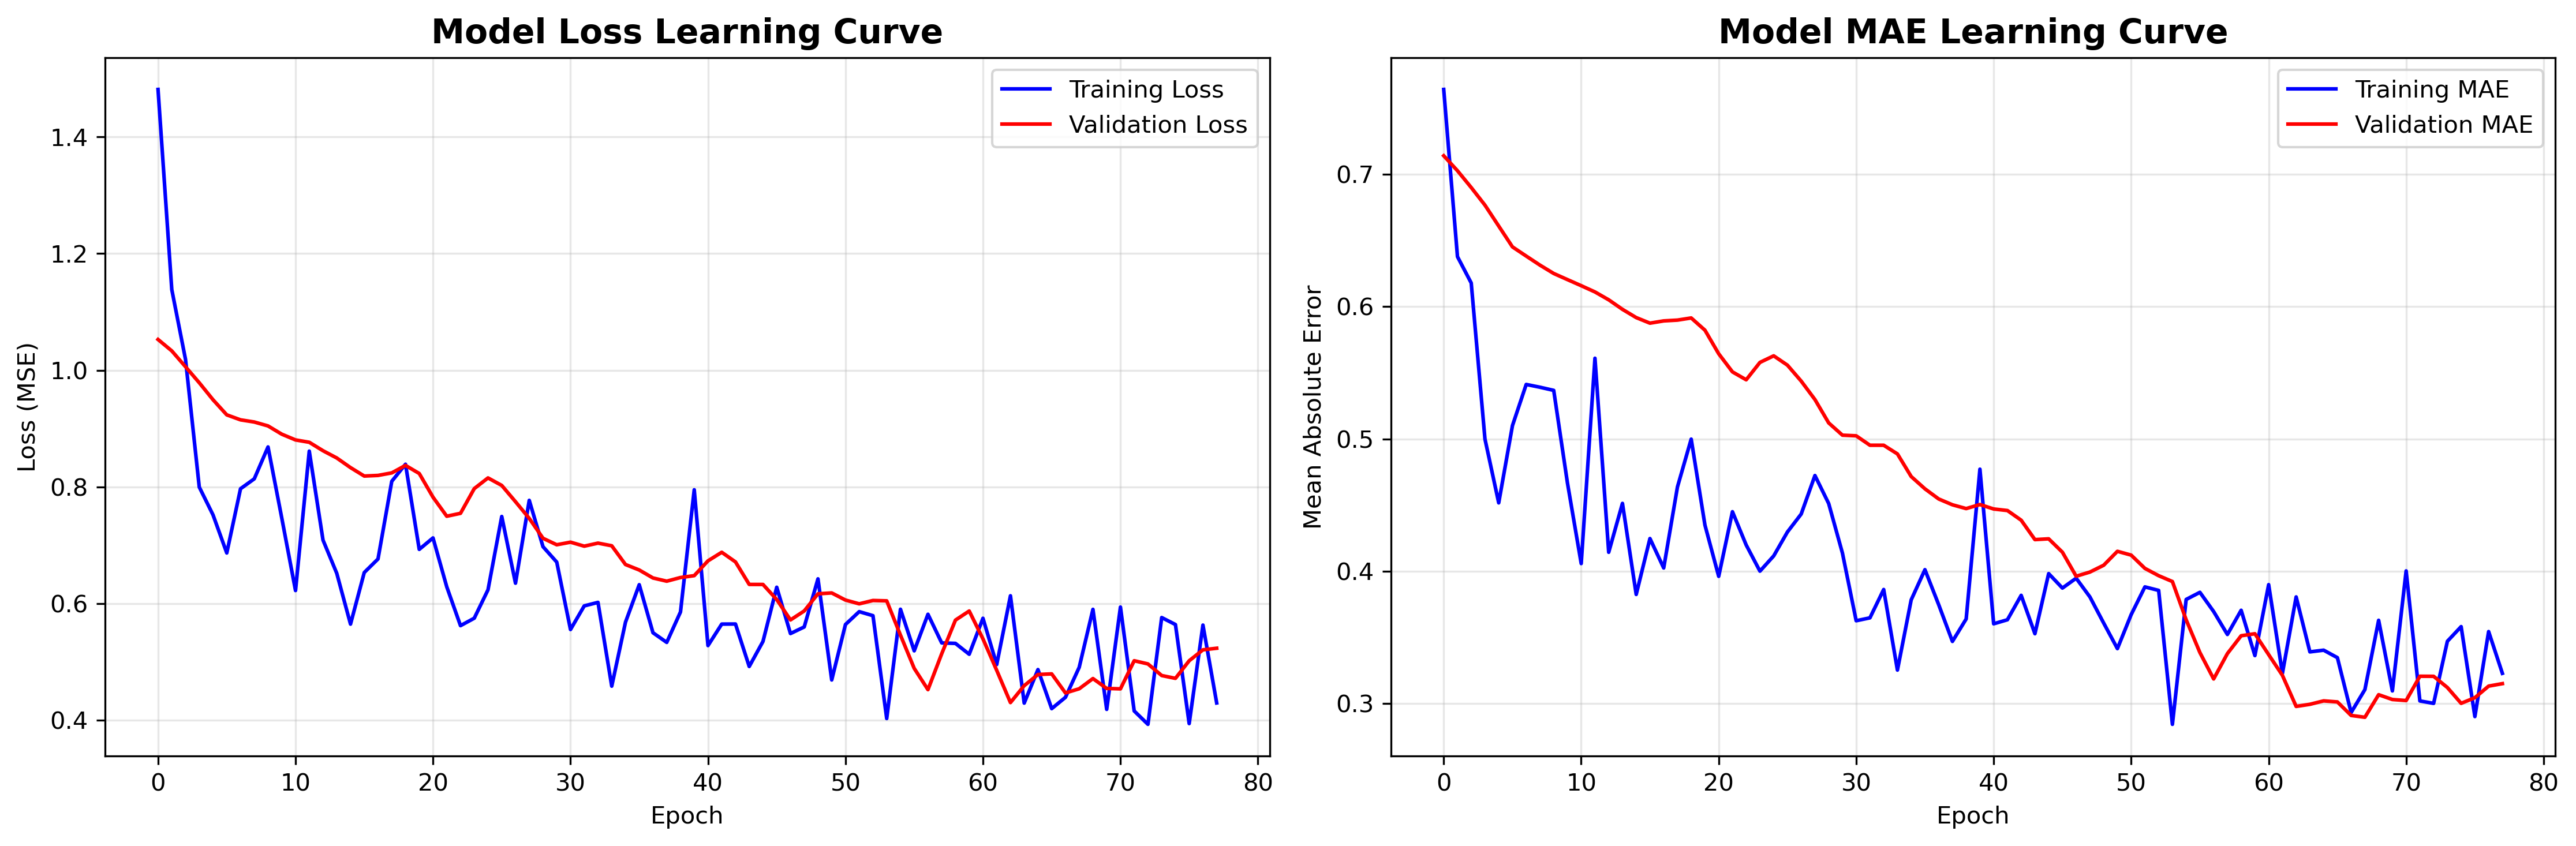 Model Loss Learning Curve
Training Loss
Validation Loss
1.4
1.2
1.0
0.8
0.6
0.4
Loss (MSE)
0
10
20
30
40
50
60
70
80
Epoch
Model MAE Learning Curve
Training MAE
Validation MAE
0.7
0.6
0.5
0.4
0.3
Mean Absolute Error
0
10
20
30
40
50
60
70
80
Epoch